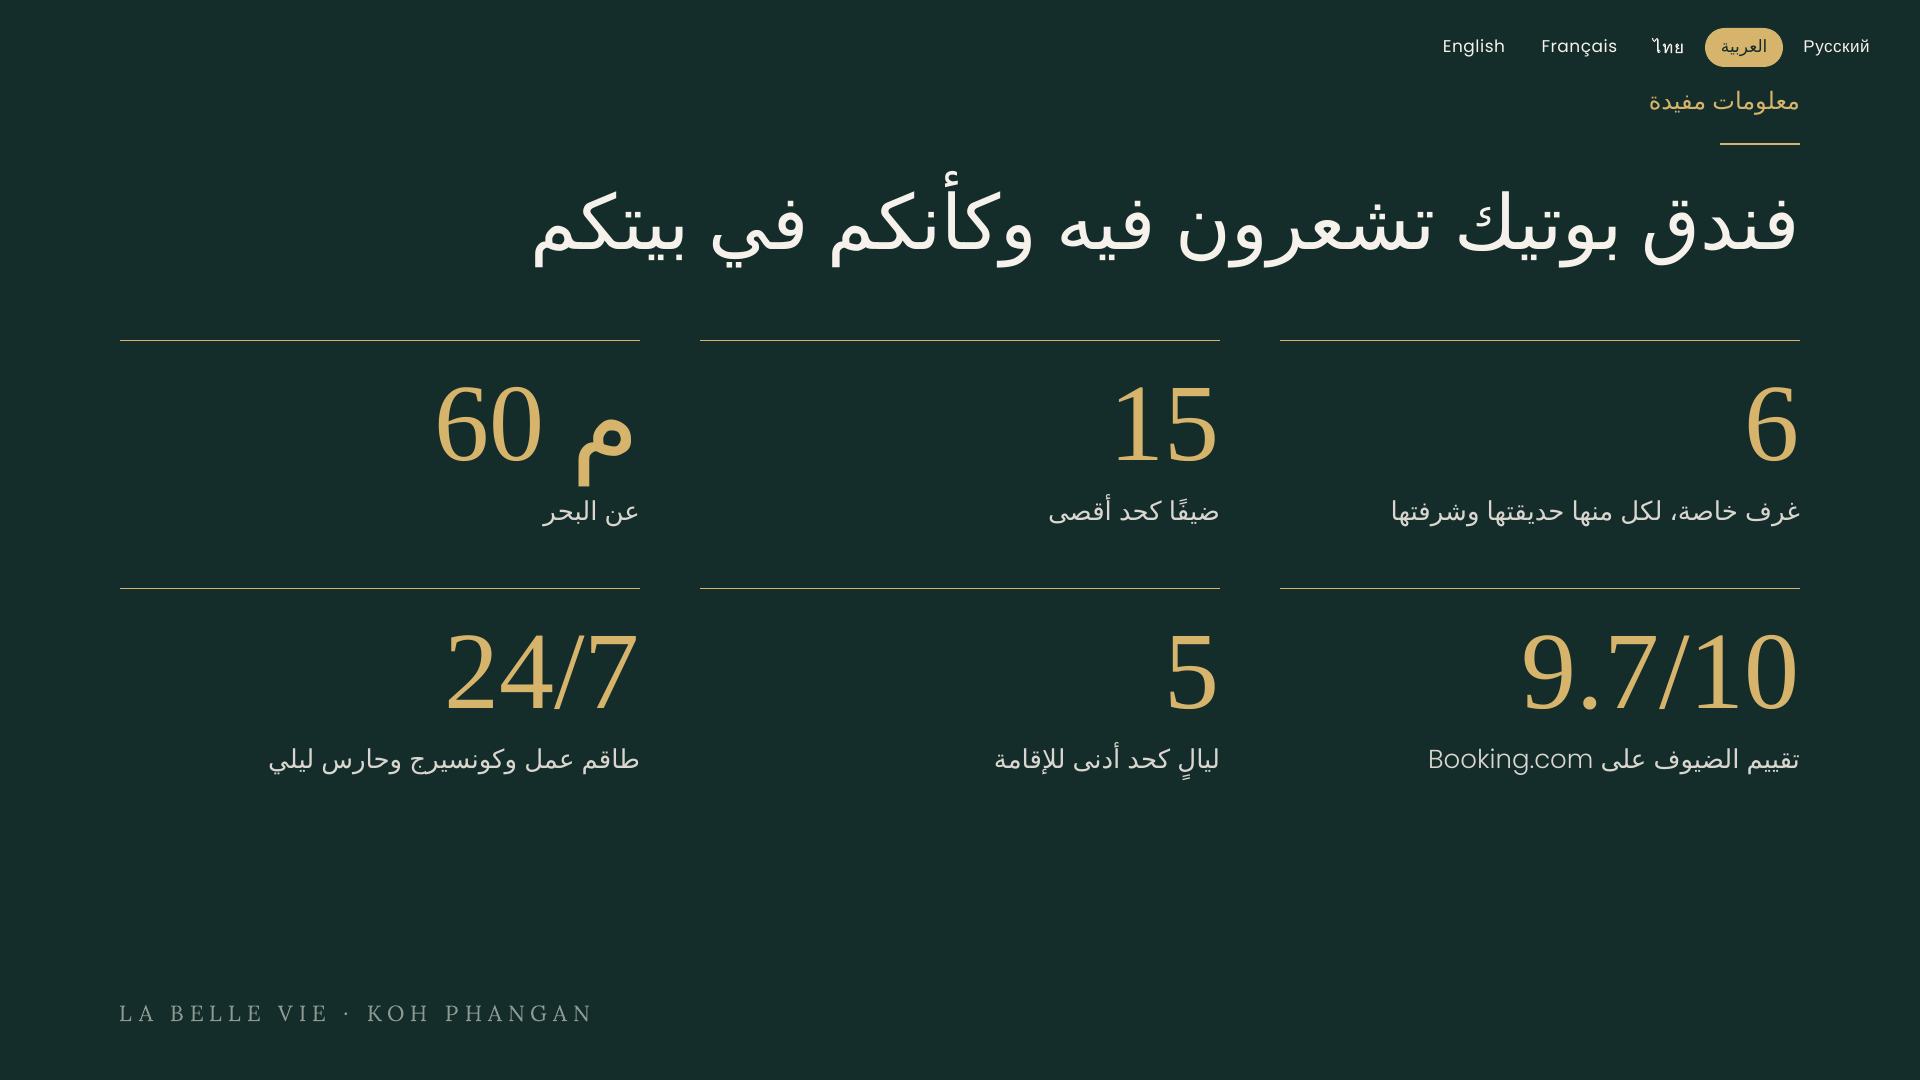 English Français ไทย العربية Русский
معلومات مفيدة
فندق بوتيك تشعرون فيه وكأنكم في بيتكم
6
غرف خاصة، لكل منها حديقتها وشرفتها
15
ضيفًا كحد أقصى
م 60
عن البحر
9.7/10
تقييم الضيوف على Booking.com
5
ليالٍ كحد أدنى للإقامة
24/7
طاقم عمل وكونسيرج وحارس ليلي
LA BELLE VIE · KOH PHANGAN